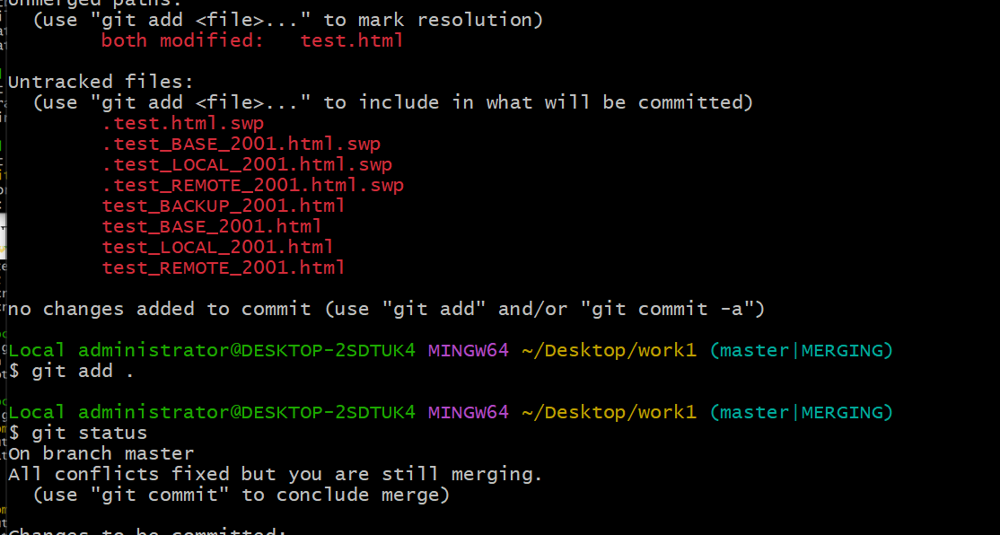 unmerged paths:
(use "git add <file>..." to mark resolution)
both modified: test.html
Untracked files:
(use "git add <file>..." to include in what will be committed)
.test.html.swp
.test_BASE_2001.html.swp
.test_LOCAL_2001.html.swp
.test_REMOTE_2001.html.swp
test_BACKUP_2001.html
test_BASE_2001.html
test_LOCAL_2001.html
test_REMOTE_2001.html
no changes added to commit (use "git add" and/or "git commit -a")
Local administrator@DESKTOP-2SDTUK4 MINGW64 ~/Desktop/work1 (master|MERGING)
$ git add .
Local administrator@DESKTOP-2SDTUK4 MINGW64 ~/Desktop/work1 (master|MERGING)
$ git status
On branch master
All conflicts fixed but you are still merging.
(use "git commit" to conclude merge)
Changes to be committed: